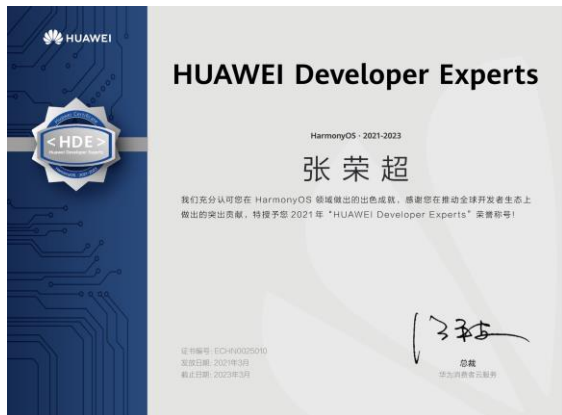 HUAWEI
HUAWEI Developer Experts
Huawei Certificate
<HDE>
Huawei Developer Experts
HarmonyOS · 2021-2023
张荣超
我们充分认可您在 HarmonyOS 领域做出的出色成就，感谢您在推动全球开发者生态上
做出的突出贡献，特授予您 2021 年 “HUAWEI Developer Experts” 荣誉称号！
证书编号: ECHN0025010
发放日期: 2021年3月
截止日期: 2023年3月
总裁
华为消费者云服务